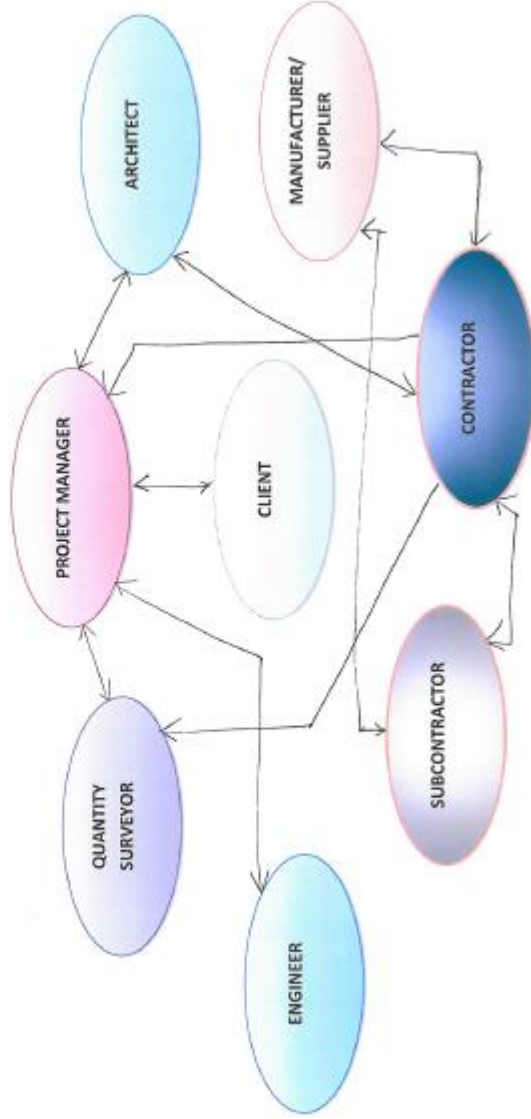 PROJECT MANAGER
ARCHITECT
QUANTITY
SURVEYOR
CLIENT
ENGINEER
MANUFACTURER/
SUPPLIER
SUBCONTRACTOR
CONTRACTOR